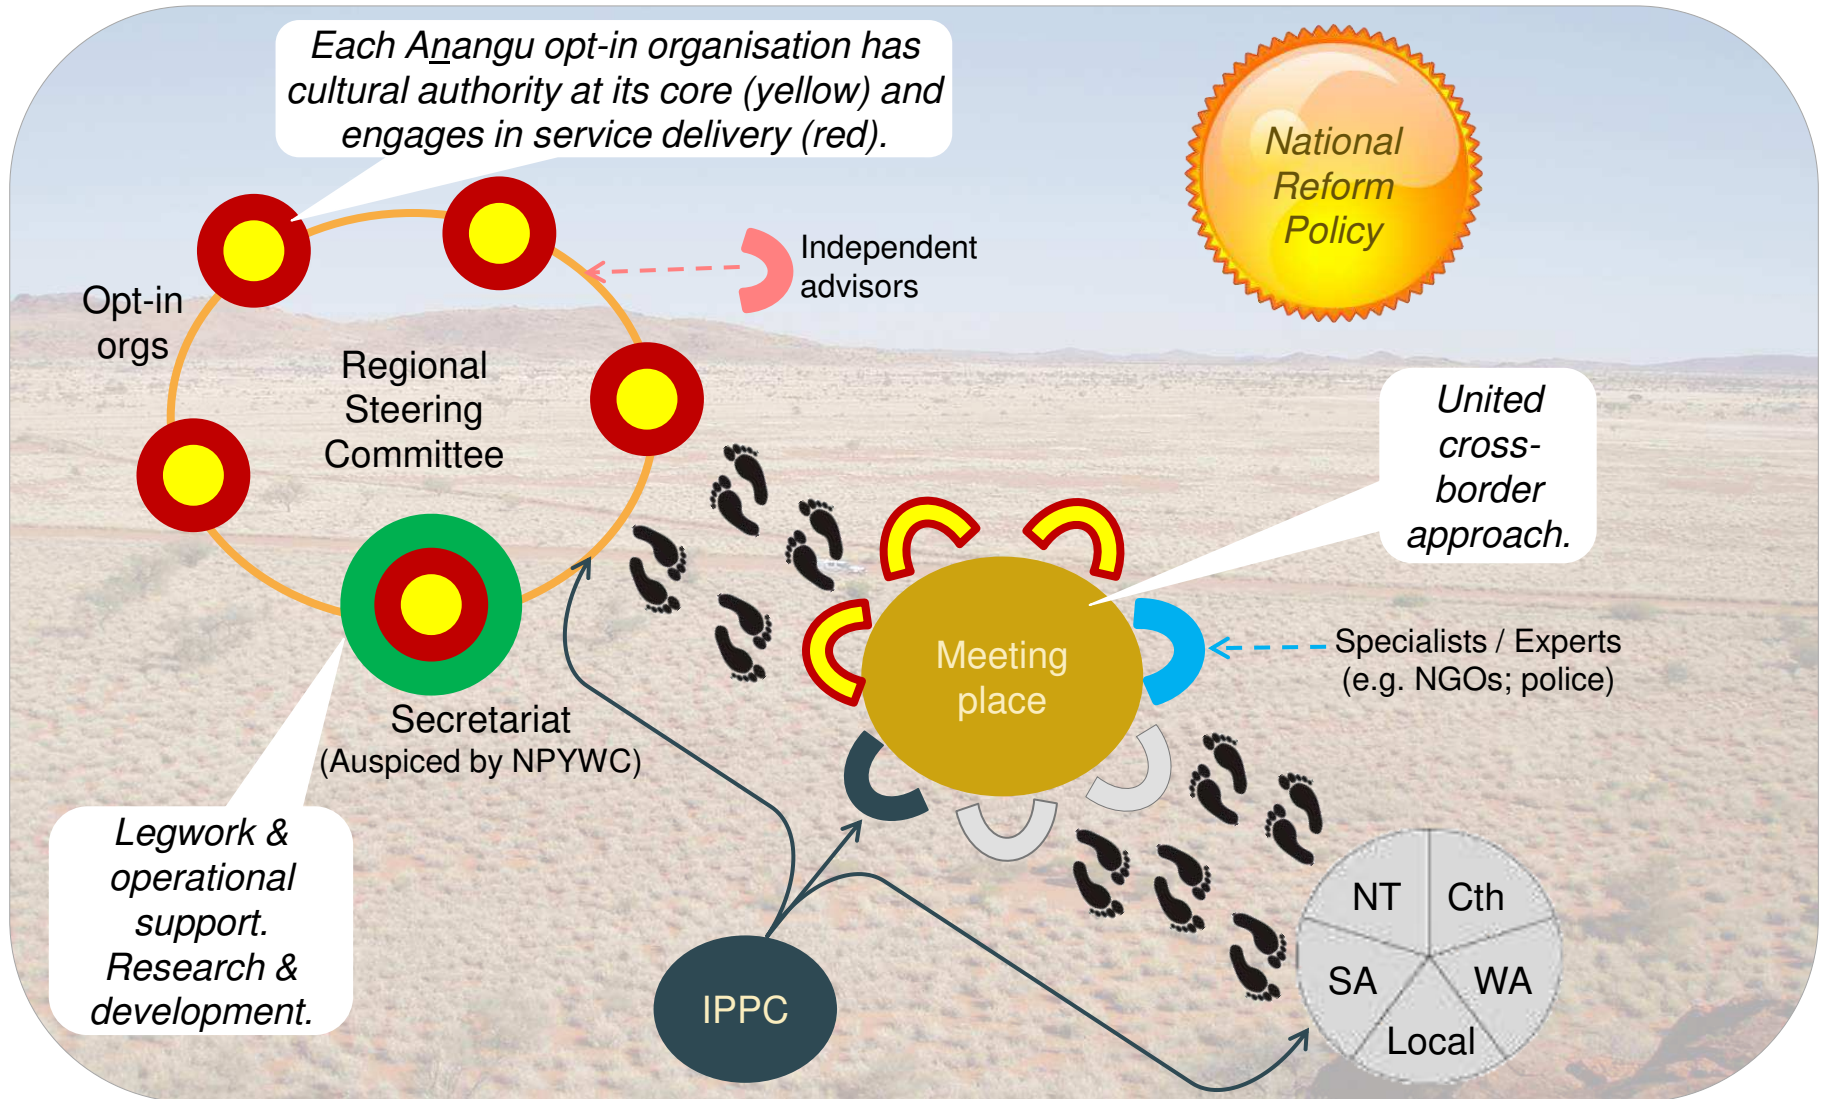 Each Anangu opt-in organisation has
cultural authority at its core (yellow) and
engages in service delivery (red).
National
Reform
Policy
Independent
advisors
Opt-in
orgs
Regional
Steering
Committee
United
cross-
border
approach.
Meeting
place
Specialists / Experts
(e.g. NGOs; police)
Secretariat
(Auspiced by NPYWC)
Legwork &
operational
support.
Research &
development.
IPPC
NT
Cth
SA
WA
Local